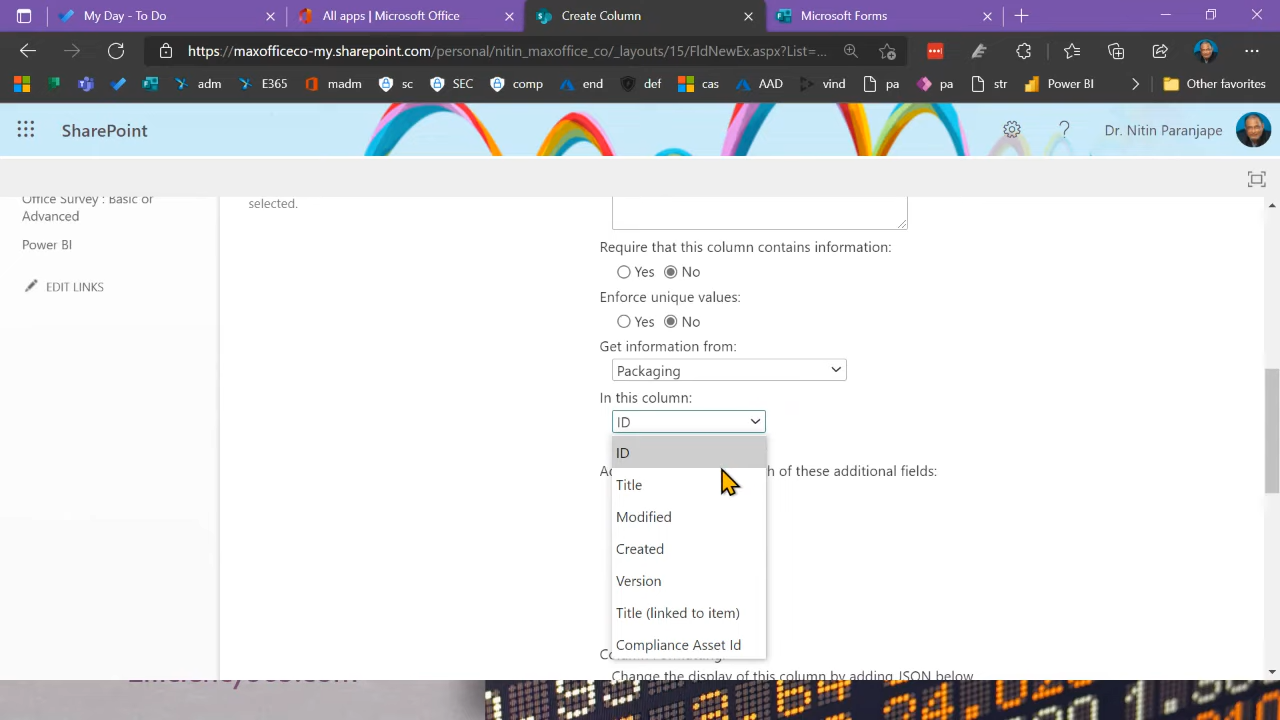 My Day - To Do
All apps | Microsoft Office
Create Column
Microsoft Forms
https://maxofficeco-my.sharepoint.com/personal/nitin_maxoffice_co/_layouts/15/FldNewEx.aspx?List=...
adm
E365
madm
sc
SEC
comp
end
def
cas
AAD
vind
pa
pa
str
Power BI
Other favorites
SharePoint
Dr. Nitin Paranjape
Office Survey : Basic or
Advanced
Power BI
EDIT LINKS
selected.
Require that this column contains information:
Yes No
Enforce unique values:
Yes No
Get information from:
Packaging
In this column:
ID
ID
h of these additional fields:
Title
Modified
Created
Version
Title (linked to item)
Compliance Asset Id
Change the display of this column by adding JSON below